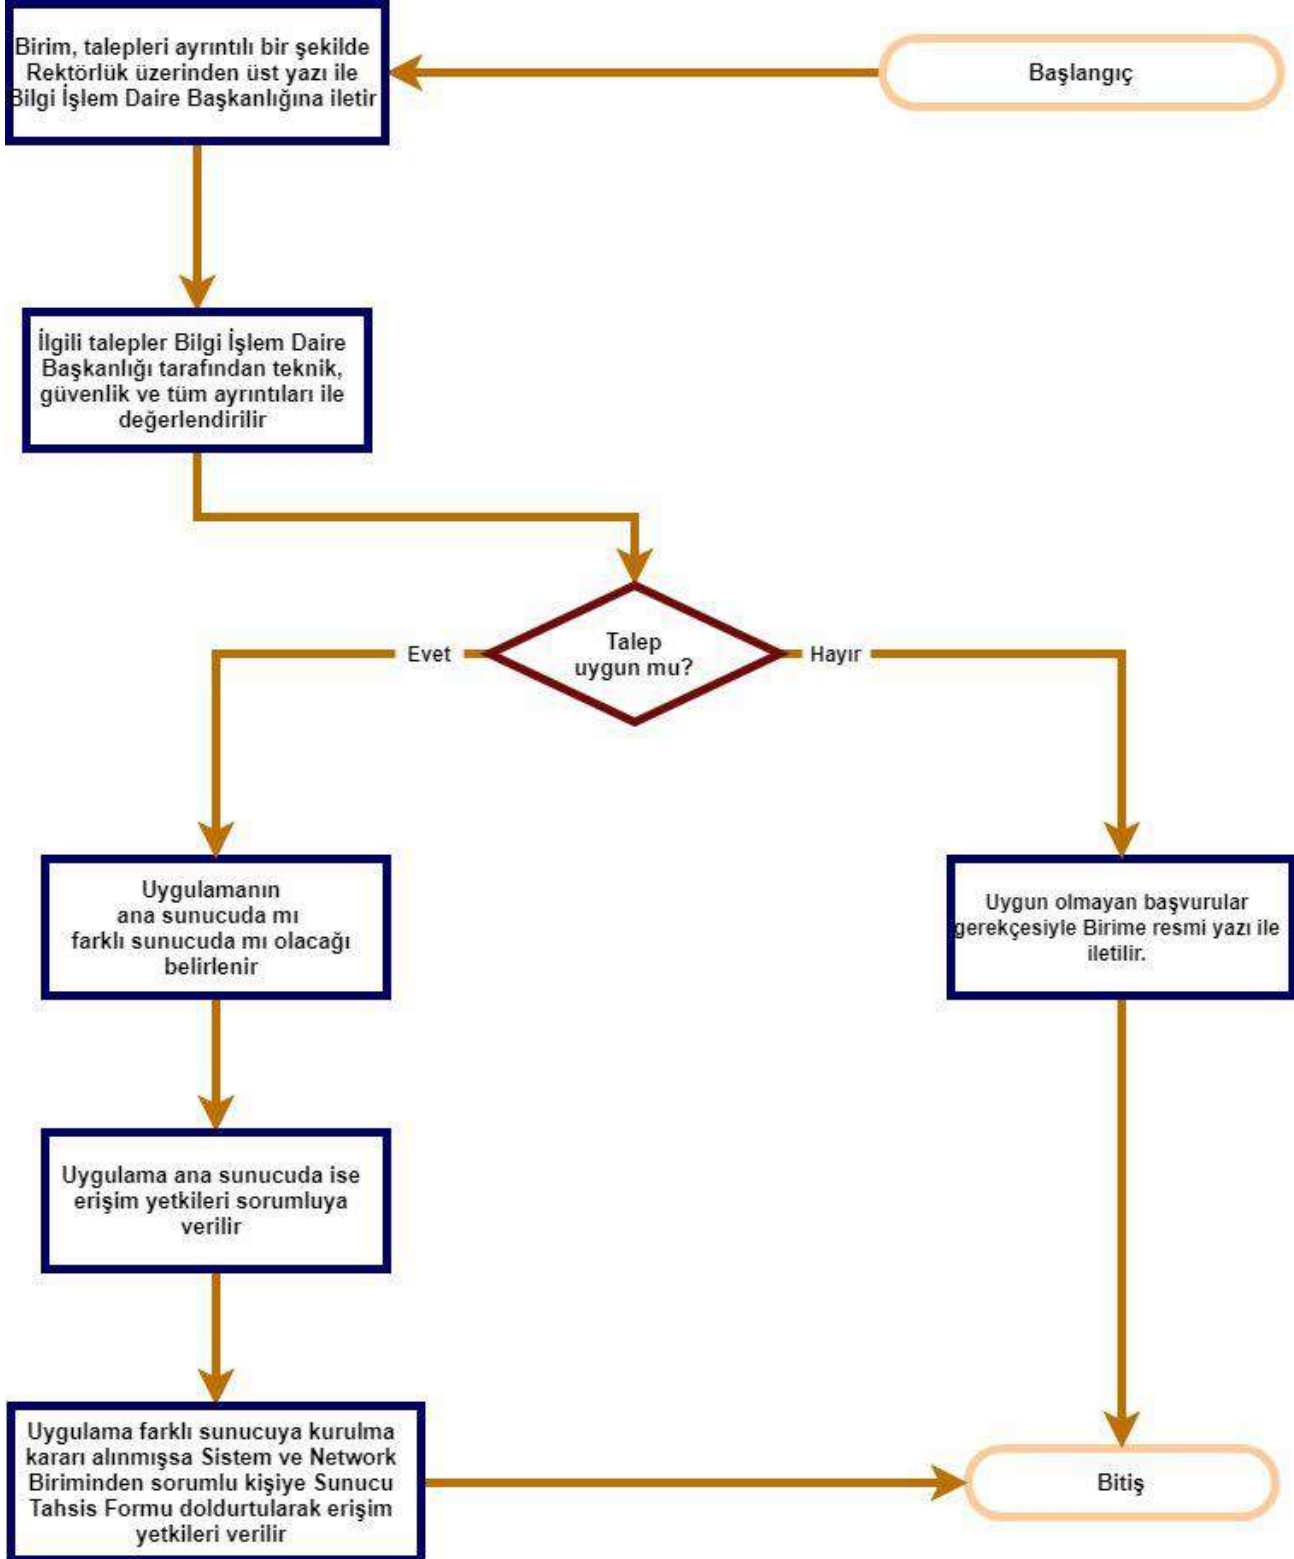 Başlangıç
Birim, talepleri ayrıntılı bir şekilde
Rektörlük üzerinden üst yazı ile
Bilgi İşlem Daire Başkanlığına iletir
İlgili talepler Bilgi İşlem Daire
Başkanlığı tarafından teknik,
güvenlik ve tüm ayrıntıları ile
değerlendirilir
Talep
uygun mu?
Evet
Hayır
Uygulamanın
ana sunucuda mı
farklı sunucuda mı olacağı
belirlenir
Uygun olmayan başvurular
gerekçesiyle Birime resmi yazı ile
iletilir.
Uygulama ana sunucuda ise
erişim yetkileri sorumluya
verilir
Uygulama farklı sunucuya kurulma
kararı alınmışsa Sistem ve Network
Biriminden sorumlu kişiye Sunucu
Tahsis Formu doldurtularak erişim
yetkileri verilir
Bitiş